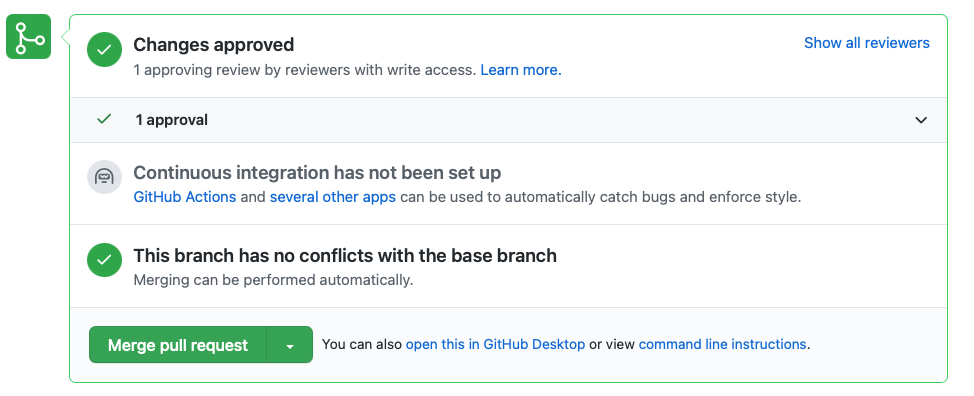 Changes approved
Show all reviewers
1 approving review by reviewers with write access. Learn more.
1 approval
Continuous integration has not been set up
GitHub Actions and several other apps can be used to automatically catch bugs and enforce style.
This branch has no conflicts with the base branch
Merging can be performed automatically.
Merge pull request
You can also open this in GitHub Desktop or view command line instructions.